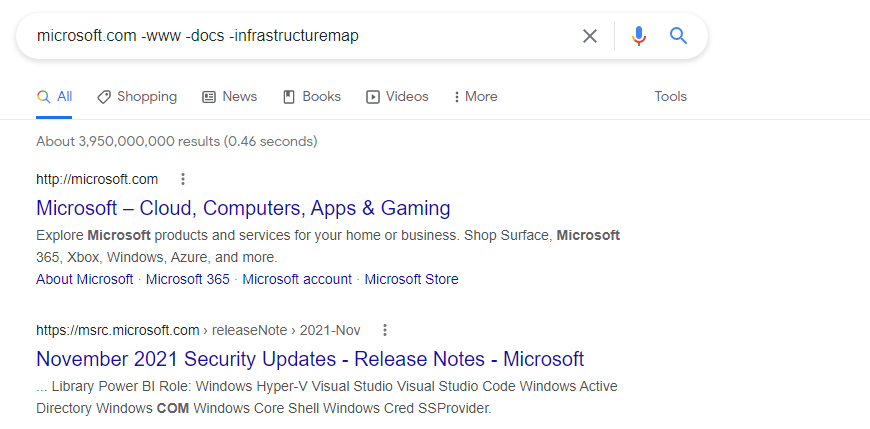 microsoft.com -www -docs -infrastructuremap
All Shopping News Books Videos More Tools
About 3,950,000,000 results (0.46 seconds)
http://microsoft.com
Microsoft – Cloud, Computers, Apps & Gaming
Explore Microsoft products and services for your home or business. Shop Surface, Microsoft
365, Xbox, Windows, Azure, and more.
About Microsoft · Microsoft 365 · Microsoft account · Microsoft Store
https://msrc.microsoft.com › releaseNote › 2021-Nov
November 2021 Security Updates - Release Notes - Microsoft
... Library Power BI Role: Windows Hyper-V Visual Studio Visual Studio Code Windows Active
Directory Windows COM Windows Core Shell Windows Cred SSProvider.